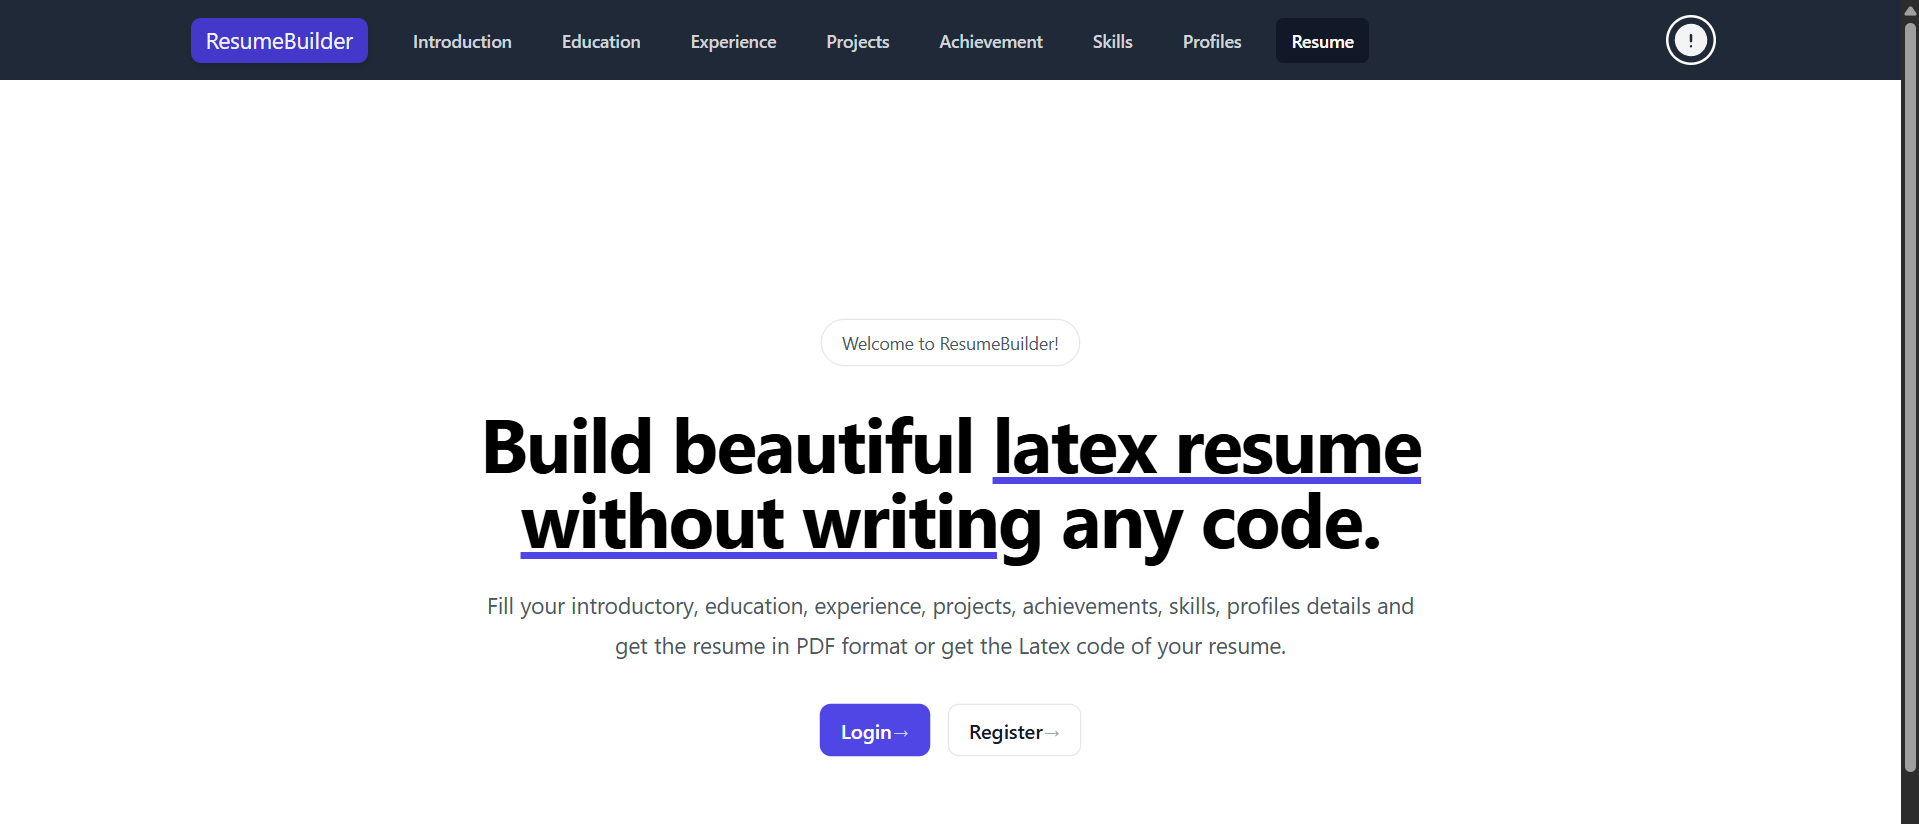 ResumeBuilder Introduction Education Experience Projects Achievement Skills Profiles Resume !
Welcome to ResumeBuilder!
Build beautiful latex resume
without writing any code.
Fill your introductory, education, experience, projects, achievements, skills, profiles details and
get the resume in PDF format or get the Latex code of your resume.
Login→ Register→